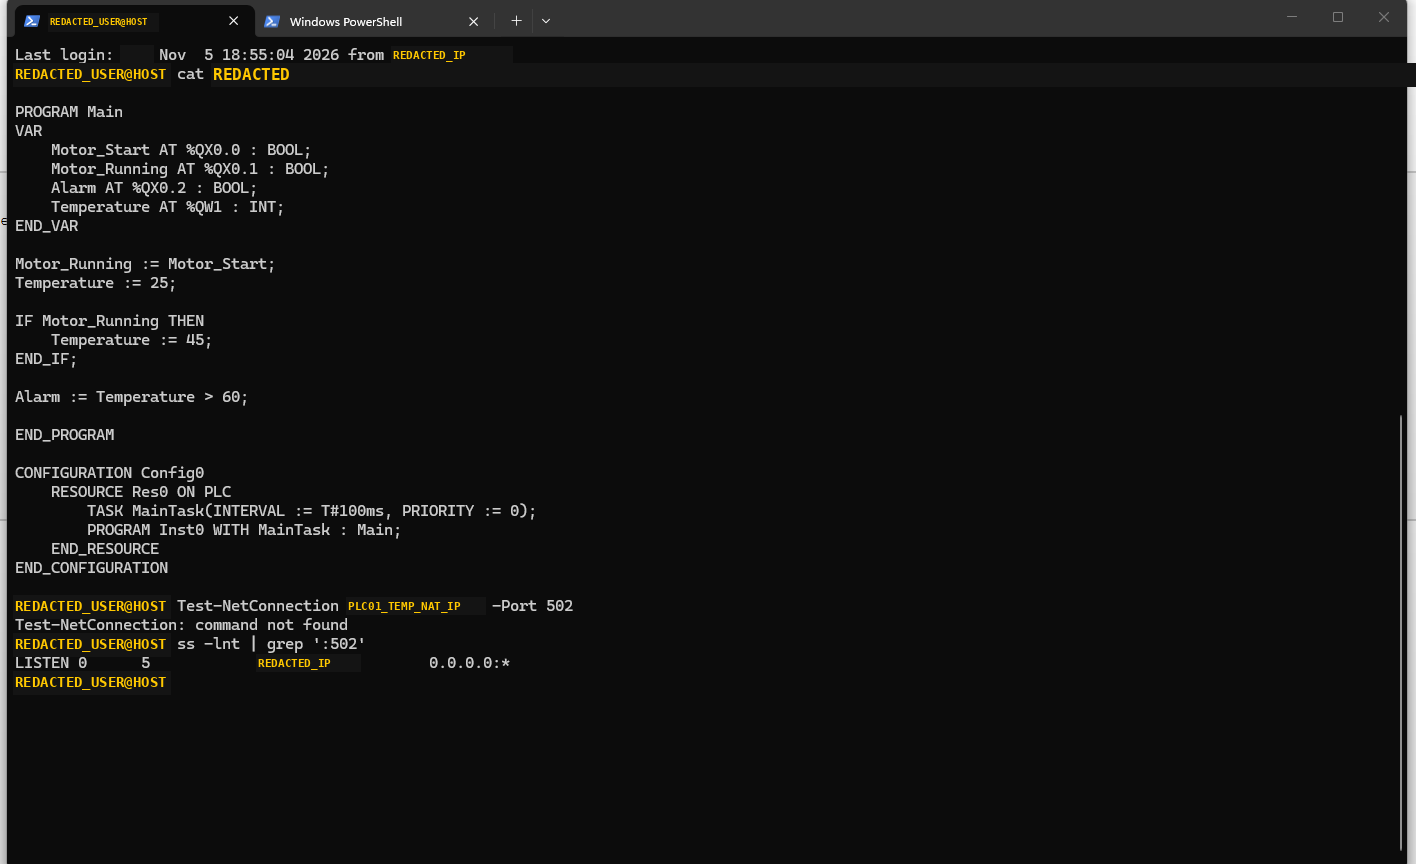 REDACTED_USER@HOST
Windows PowerShell
Last login: Nov  5 18:55:04 2026 from REDACTED_IP
REDACTED_USER@HOST cat REDACTED
PROGRAM Main
VAR
    Motor_Start AT %QX0.0 : BOOL;
    Motor_Running AT %QX0.1 : BOOL;
    Alarm AT %QX0.2 : BOOL;
    Temperature AT %QW1 : INT;
END_VAR
Motor_Running := Motor_Start;
Temperature := 25;
IF Motor_Running THEN
    Temperature := 45;
END_IF;
Alarm := Temperature > 60;
END_PROGRAM
CONFIGURATION Config0
    RESOURCE Res0 ON PLC
        TASK MainTask(INTERVAL := T#100ms, PRIORITY := 0);
        PROGRAM Inst0 WITH MainTask : Main;
    END_RESOURCE
END_CONFIGURATION
REDACTED_USER@HOST Test-NetConnection PLC01_TEMP_NAT_IP -Port 502
Test-NetConnection: command not found
REDACTED_USER@HOST ss -lnt | grep ':502'
LISTEN 0      5            REDACTED_IP        0.0.0.0:*
REDACTED_USER@HOST